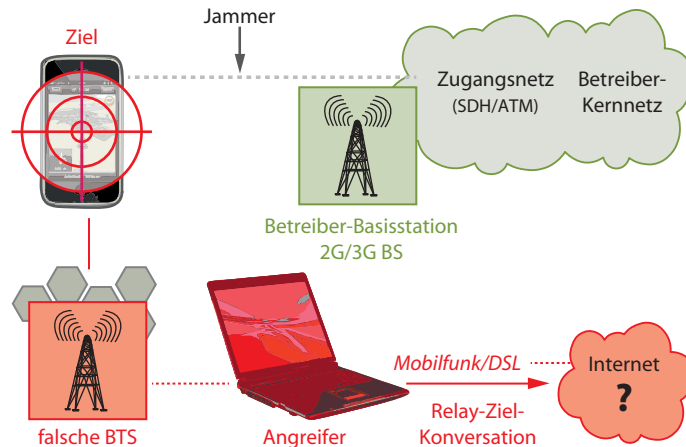 Jammer
Ziel
Zugangsnetz
(SDH/ATM)
Betreiber-
Kernnetz
Betreiber-Basisstation
2G/3G BS
Mobilfunk/DSL
Internet
?
falsche BTS
Angreifer
Relay-Ziel-
Konversation